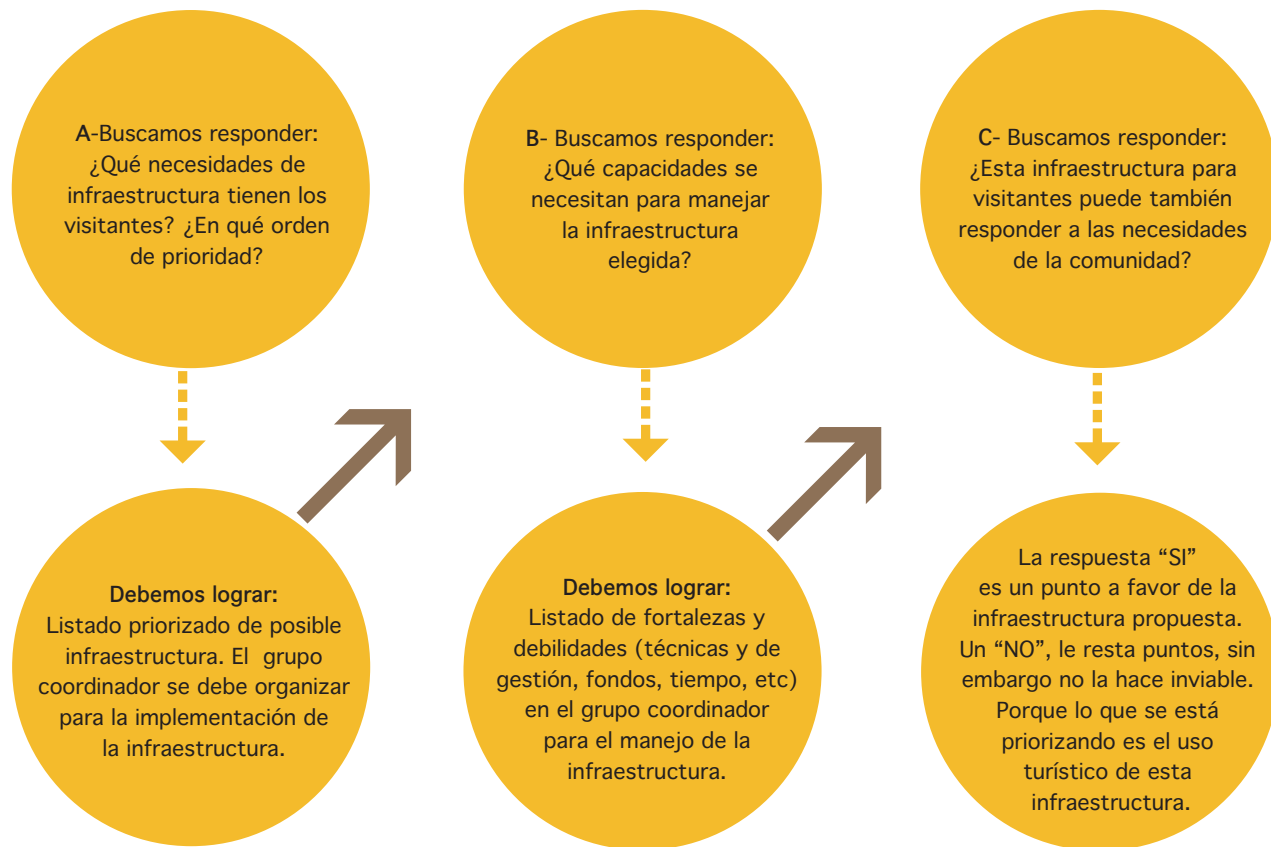 A-Buscamos responder:
¿Qué necesidades de
infraestructura tienen los
visitantes? ¿En qué orden
de prioridad?
Debemos lograr:
Listado priorizado de posible
infraestructura. El grupo
coordinador se debe organizar
para la implementación de
la infraestructura.
B- Buscamos responder:
¿Qué capacidades se
necesitan para manejar
la infraestructura
elegida?
Debemos lograr:
Listado de fortalezas y
debilidades (técnicas y de
gestión, fondos, tiempo, etc)
en el grupo coordinador
para el manejo de la
infraestructura.
C- Buscamos responder:
¿Esta infraestructura para
visitantes puede también
responder a las necesidades
de la comunidad?
La respuesta “SI”
es un punto a favor de la
infraestructura propuesta.
Un “NO”, le resta puntos, sin
embargo no la hace inviable.
Porque lo que se está
priorizando es el uso
turístico de esta
infraestructura.